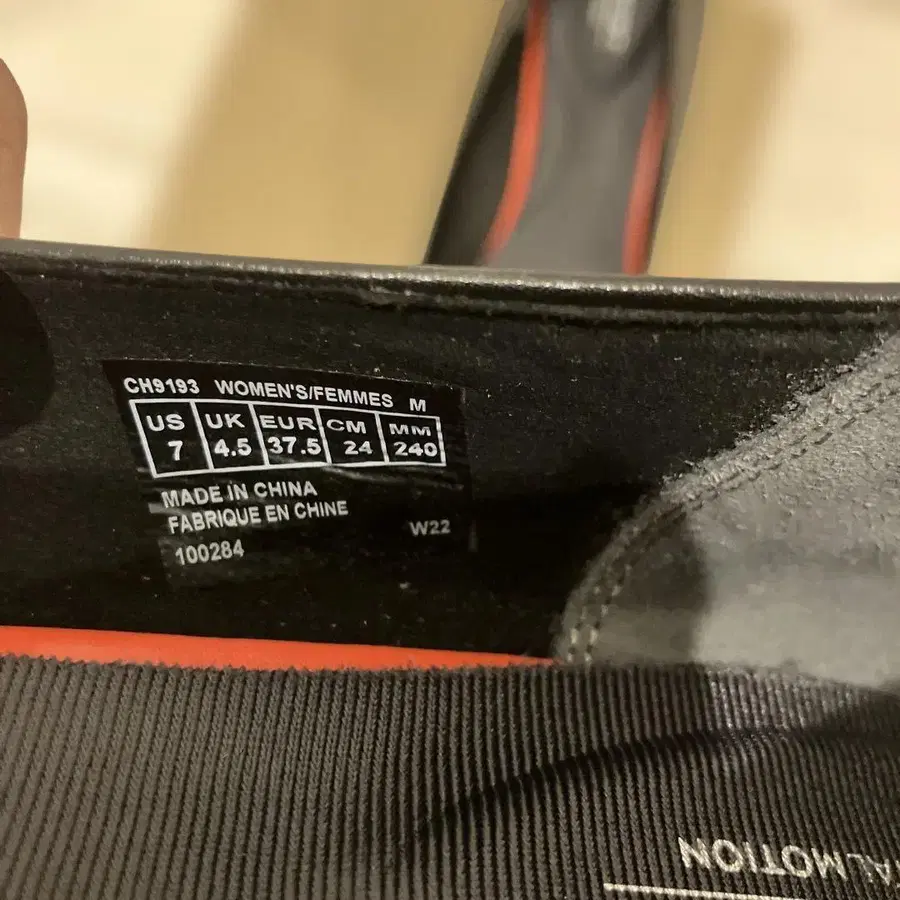 CH9193 WOMEN'S/FEMMES M
US UK EUR CM MM
7 4.5 37.5 24 240
MADE IN CHINA
FABRIQUE EN CHINE
100284 W22
MOTION